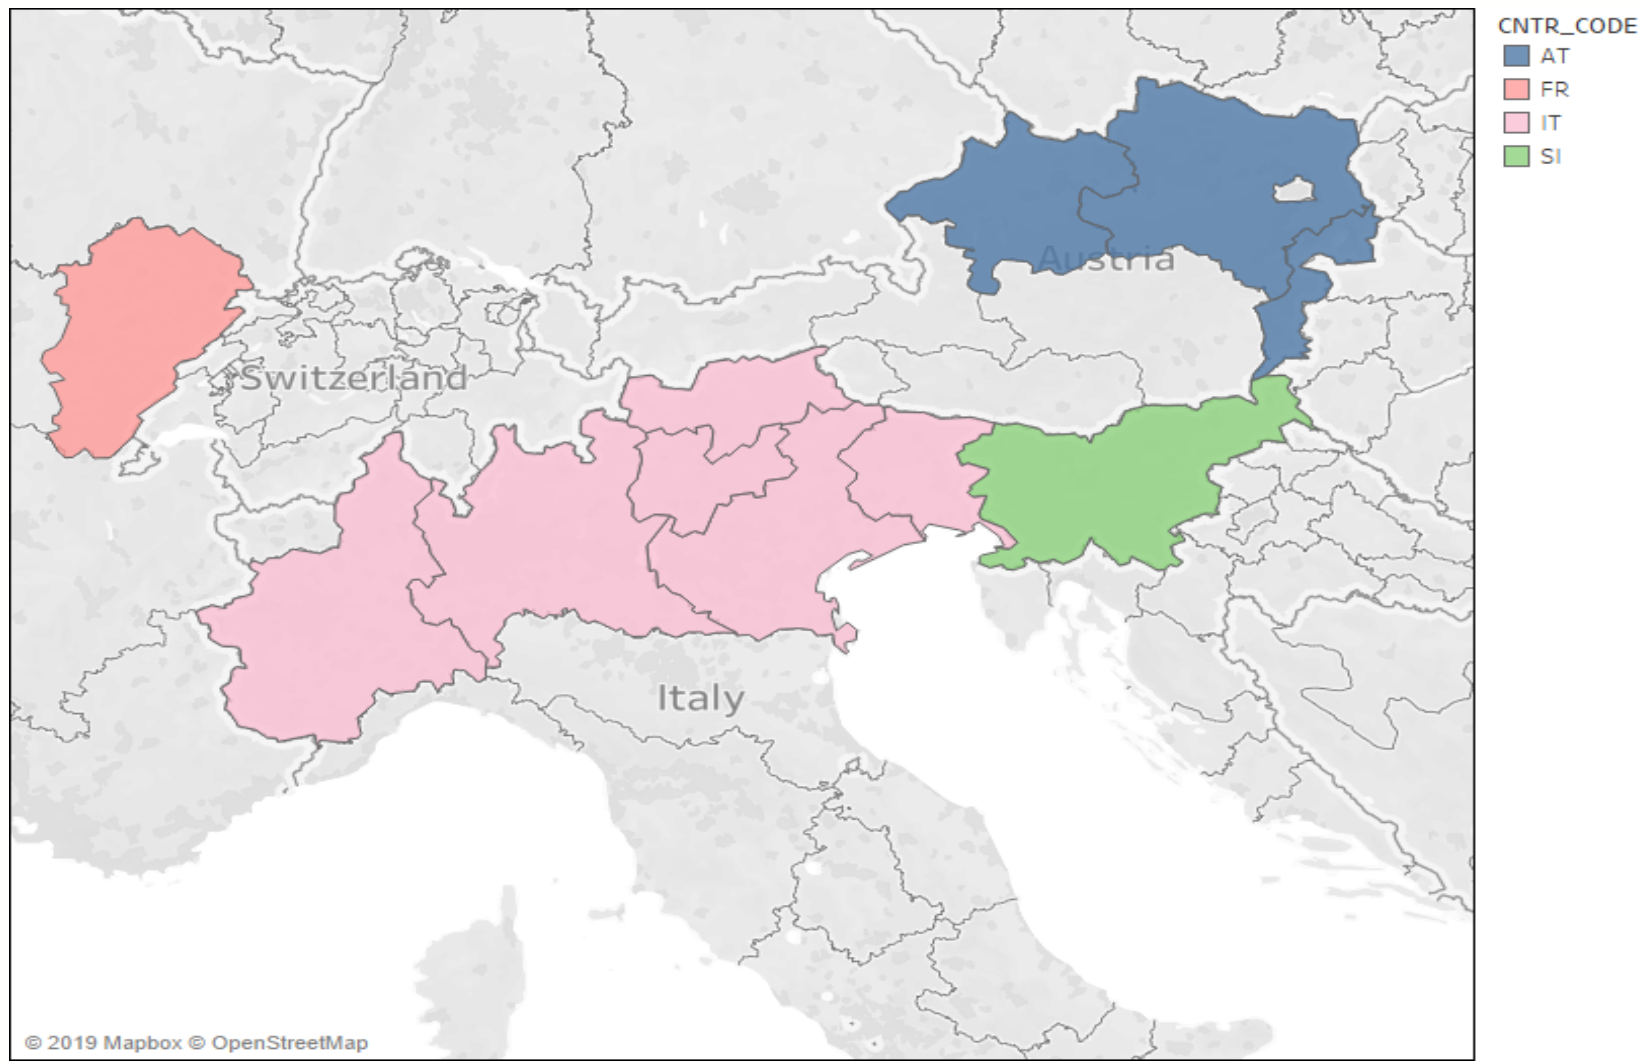 CNTR_CODE
AT
FR
IT
SI
Austria
Switzerland
Italy
© 2019 Mapbox © OpenStreetMap